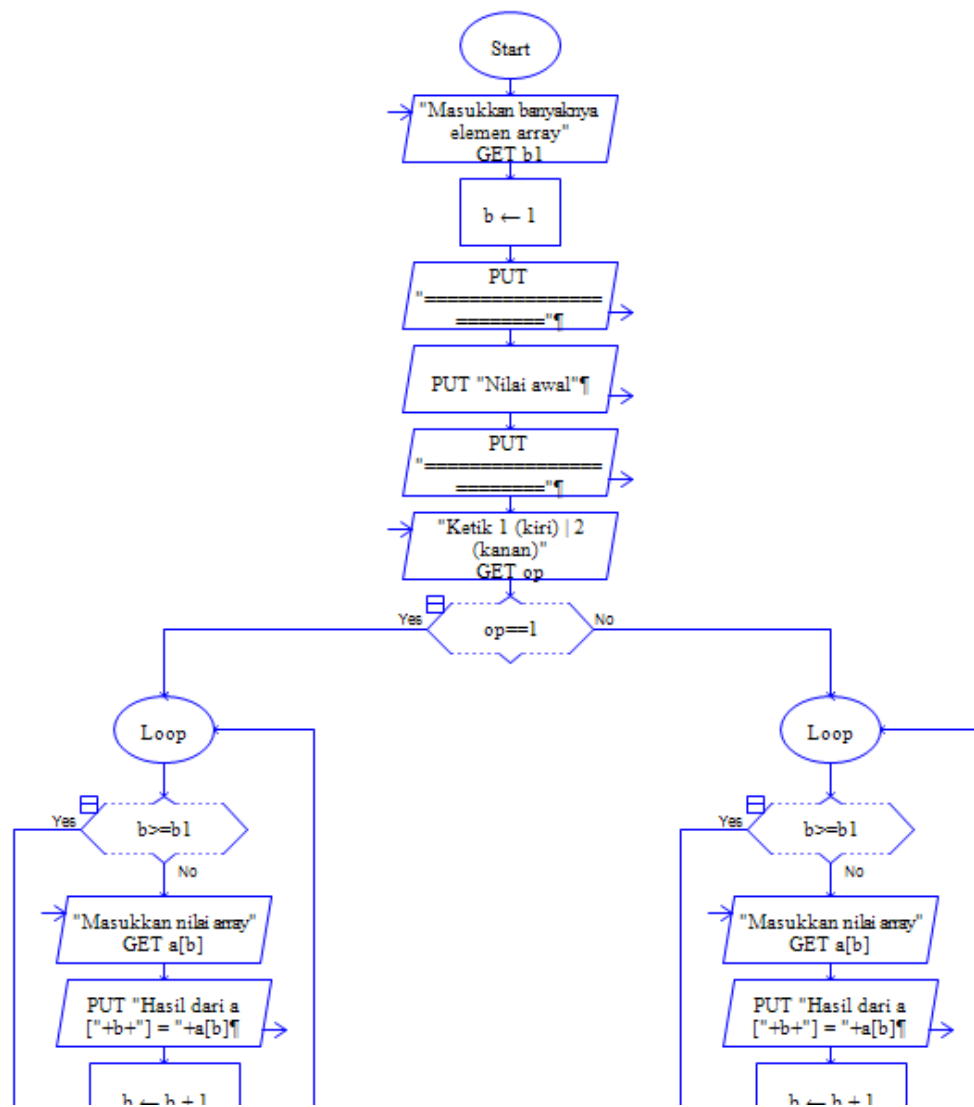 Start
"Masukkan banyaknya
elemen array"
GET b1
b ← 1
PUT
"================
========"¶
PUT "Nilai awal"¶
PUT
"================
========"¶
"Ketik 1 (kiri) | 2
(kanan)"
GET op
Yes
op==1
No
Loop
Yes
b>=b1
No
"Masukkan nilai array"
GET a[b]
PUT "Hasil dari a
["+b+"] = "+a[b]¶
b ← b + 1
Loop
Yes
b>=b1
No
"Masukkan nilai array"
GET a[b]
PUT "Hasil dari a
["+b+"] = "+a[b]¶
b ← b + 1